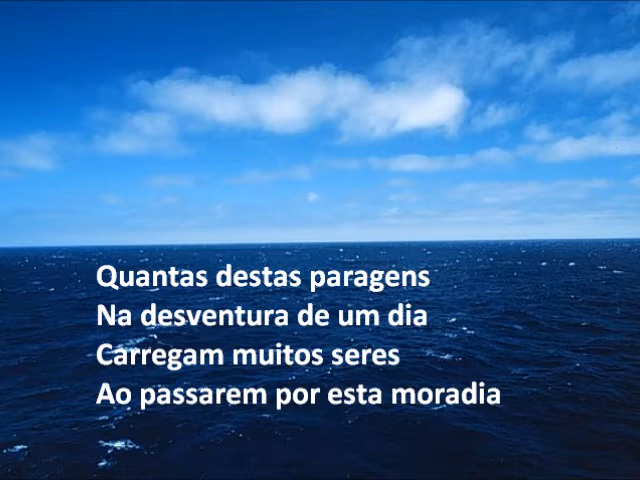 Quantas destas paragens
Na desventura de um dia
Carregam muitos seres
Ao passarem por esta moradia